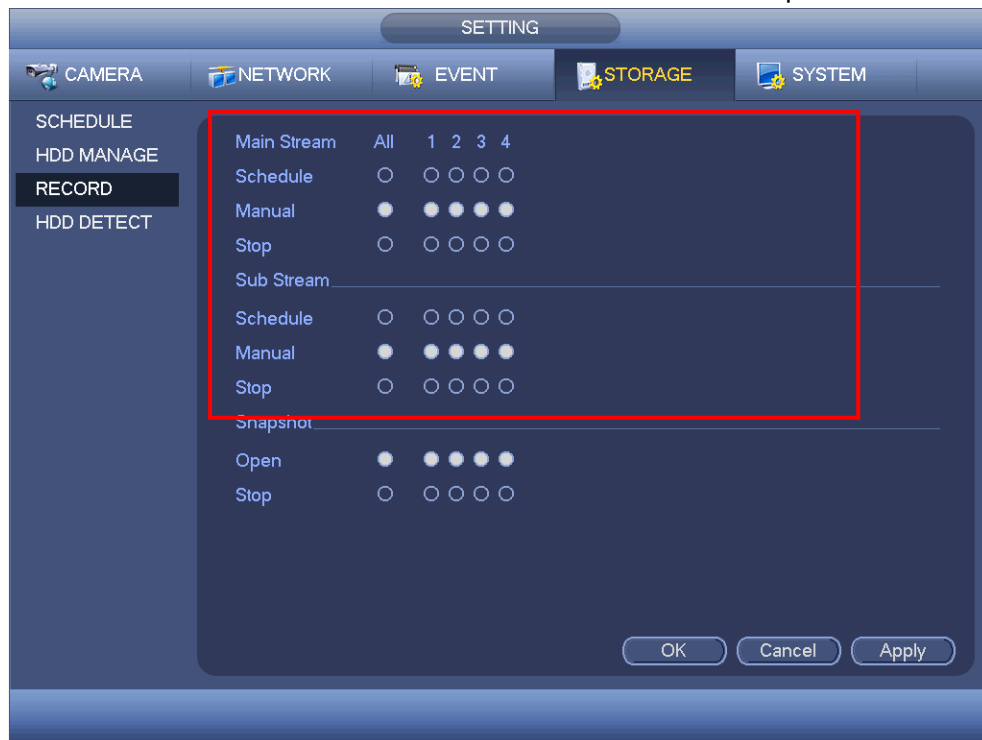 SETTING
CAMERA NETWORK EVENT STORAGE SYSTEM
SCHEDULE
HDD MANAGE
RECORD
HDD DETECT
Main Stream All 1 2 3 4
Schedule
Manual
Stop
Sub Stream
Schedule
Manual
Stop
Snapshot
Open
Stop
OK Cancel Apply